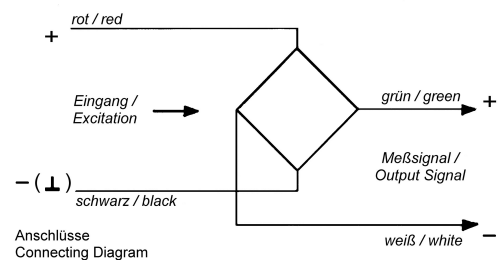 rot / red
+
grün / green
+
Eingang /
Excitation
Meßsignal /
Output Signal
− (⊥)
schwarz / black
weiß / white
−
Anschlüsse
Connecting Diagram